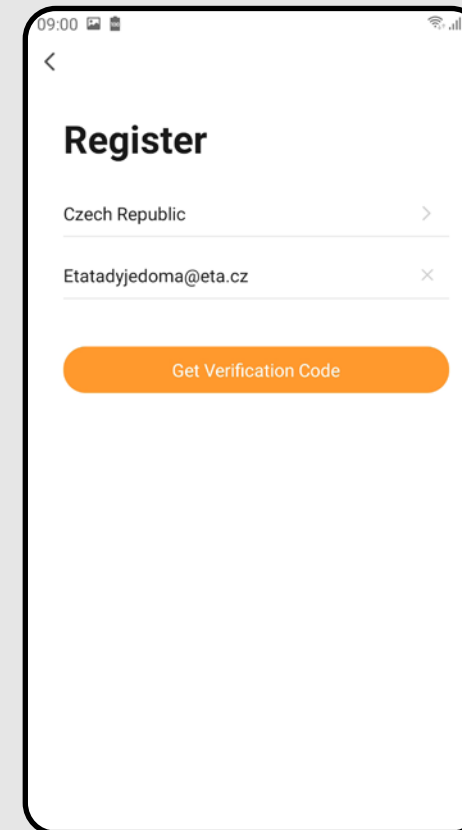 09:00
Register
Czech Republic
Etatadyjedoma@eta.cz
Get Verification Code